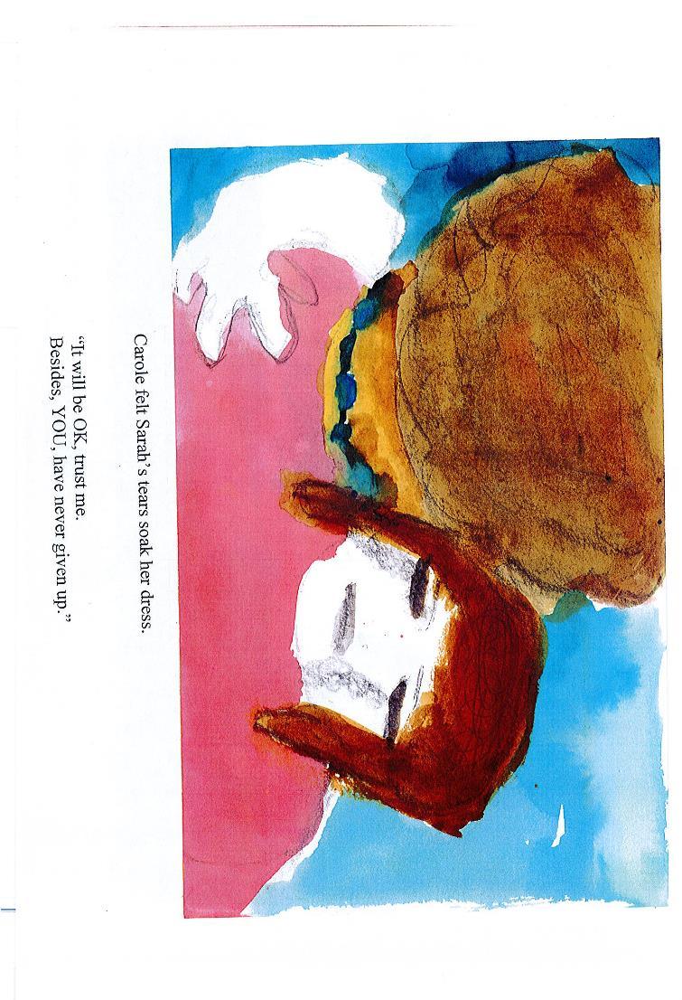 Carole felt Sarah's tears soak her dress.
“It will be OK, trust me.
Besides, YOU, have never given up.”